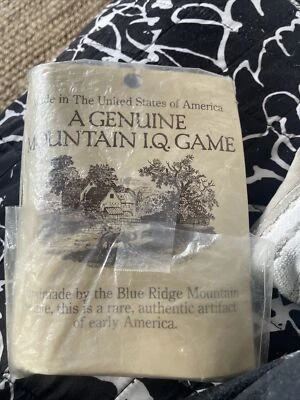 in The United States of America
A GENUINE
MOUNTAIN I.Q. GAME
made by the Blue Ridge Mountain
this is a rare, authentic artifact
of early America.